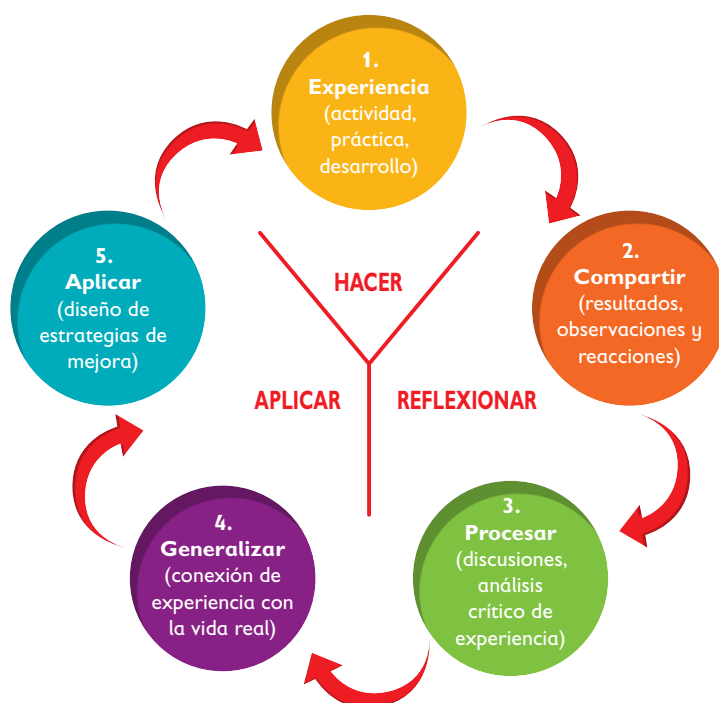 1.
Experiencia
(actividad,
práctica,
desarrollo)
2.
Compartir
(resultados,
observaciones y
reacciones)
3.
Procesar
(discusiones,
análisis
crítico de
experiencia)
4.
Generalizar
(conexión de
experiencia con
la vida real)
5.
Aplicar
(diseño de
estrategias de
mejora)
HACER
APLICAR
REFLEXIONAR